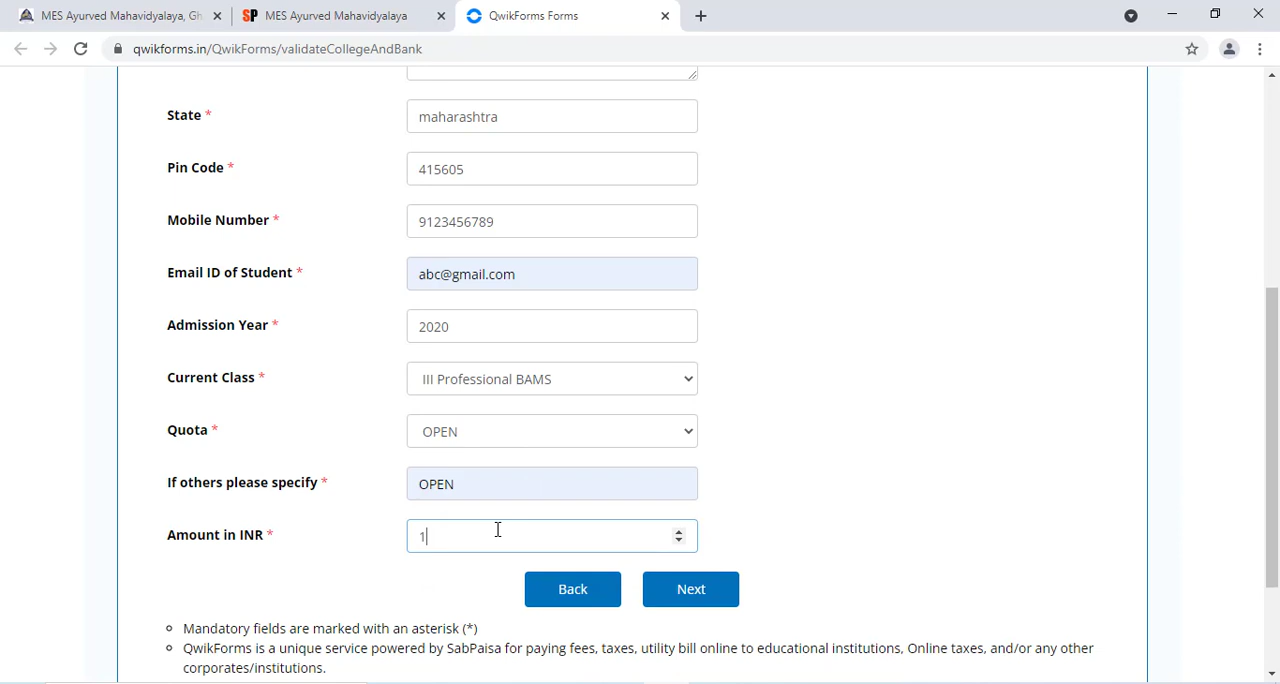 MES Ayurved Mahavidyalaya, Gh
MES Ayurved Mahavidyalaya
QwikForms Forms
qwikforms.in/QwikForms/validateCollegeAndBank
State * maharashtra
Pin Code * 415605
Mobile Number * 9123456789
Email ID of Student * abc@gmail.com
Admission Year * 2020
Current Class * III Professional BAMS
Quota * OPEN
If others please specify * OPEN
Amount in INR * 1
Back Next
Mandatory fields are marked with an asterisk (*)
QwikForms is a unique service powered by SabPaisa for paying fees, taxes, utility bill online to educational institutions, Online taxes, and/or any other
corporates/institutions.